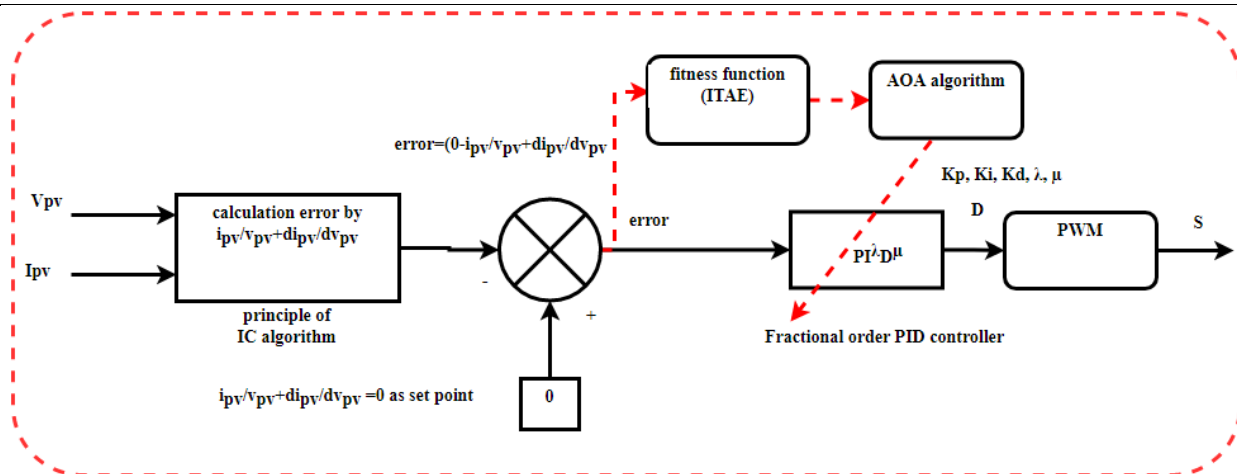 fitness function
(ITAE)
AOA algorithm
error=(0-ipv/vpv+dipv/dvpv
Kp, Ki, Kd, λ, μ
Vpv
calculation error by
ipv/vpv+dipv/dvpv
error
D
PWM
S
Ipv
PI^λD^μ
-
+
principle of
IC algorithm
Fractional order PID controller
ipv/vpv+dipv/dvpv =0 as set point
0